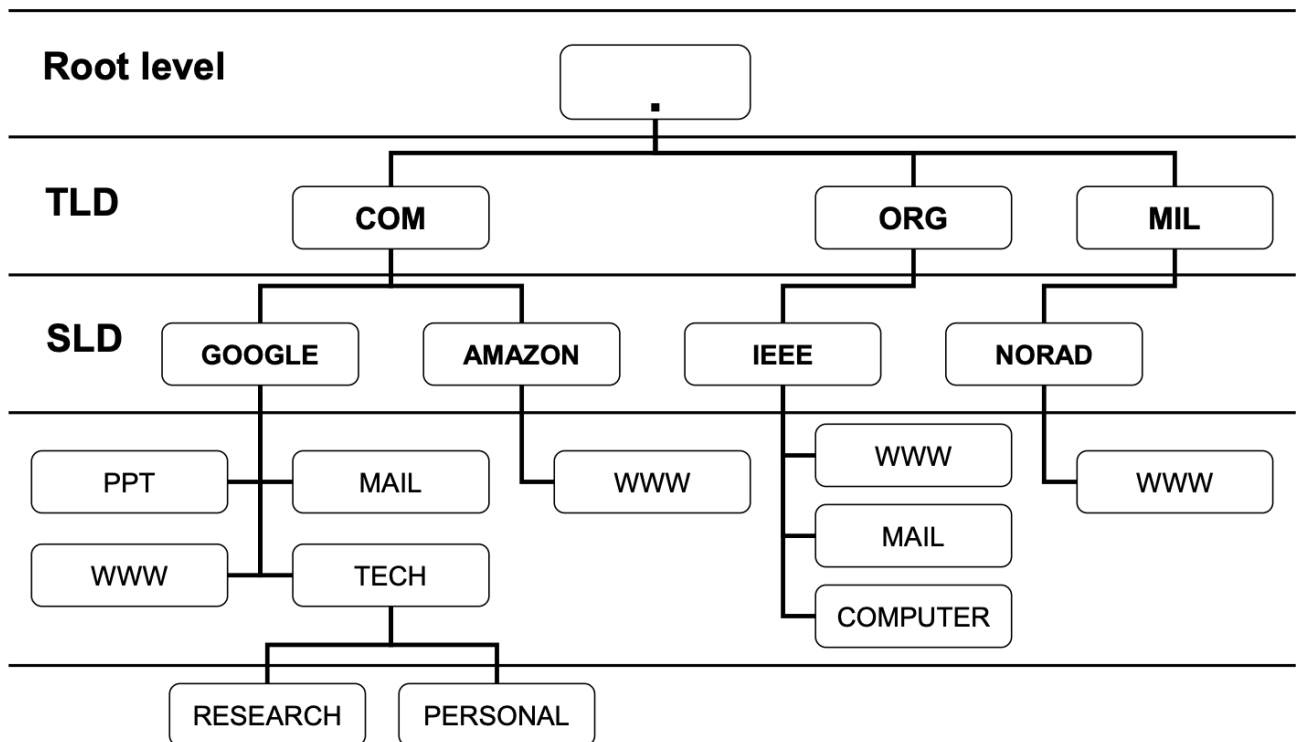 Root level
.
TLD
COM
ORG
MIL
SLD
GOOGLE
AMAZON
IEEE
NORAD
PPT
MAIL
WWW
WWW
WWW
WWW
TECH
MAIL
COMPUTER
RESEARCH
PERSONAL